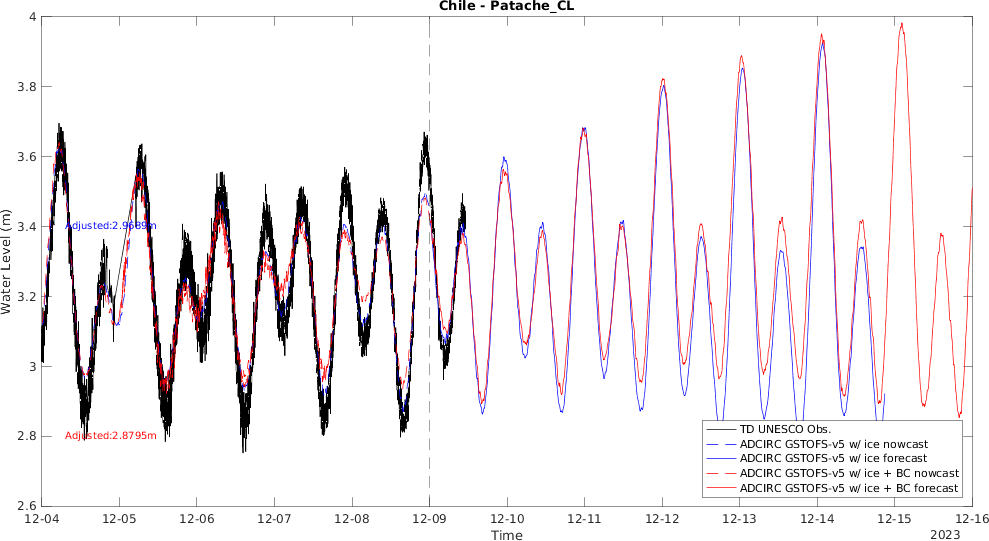 Chile - Patache_CL
Water Level (m)
4
3.8
3.6
3.4
3.2
3
2.8
2.6
Adjusted:2.9689m
Adjusted:2.8795m
TD UNESCO Obs.
ADCIRC GSTOFS-v5 w/ ice nowcast
ADCIRC GSTOFS-v5 w/ ice forecast
ADCIRC GSTOFS-v5 w/ ice + BC nowcast
ADCIRC GSTOFS-v5 w/ ice + BC forecast
12-04 12-05 12-06 12-07 12-08 12-09 12-10 12-11 12-12 12-13 12-14 12-15 12-16
Time
2023